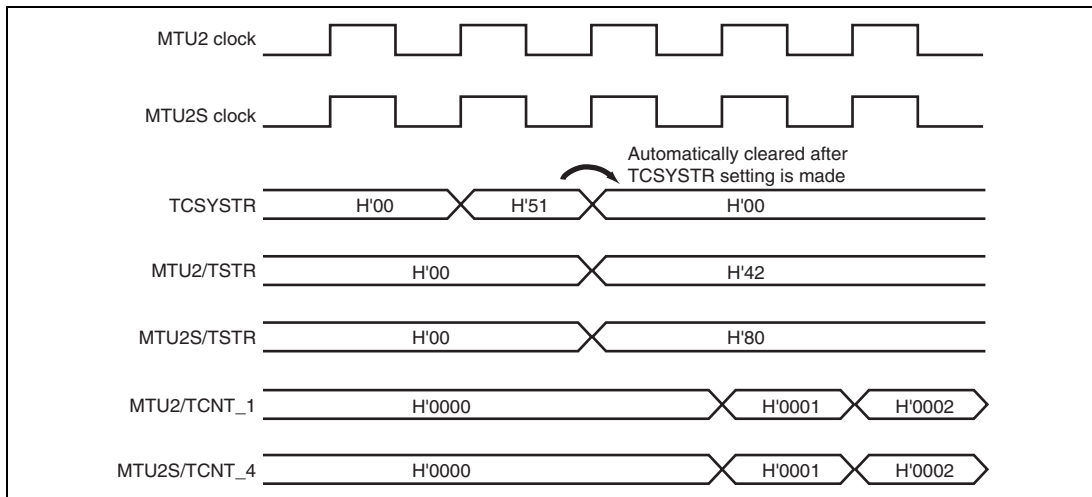 MTU2 clock
MTU2S clock
Automatically cleared after
TCSYSTR setting is made
TCSYSTR H'00 H'51 H'00
MTU2/TSTR H'00 H'42
MTU2S/TSTR H'00 H'80
MTU2/TCNT_1 H'0000 H'0001 H'0002
MTU2S/TCNT_4 H'0000 H'0001 H'0002